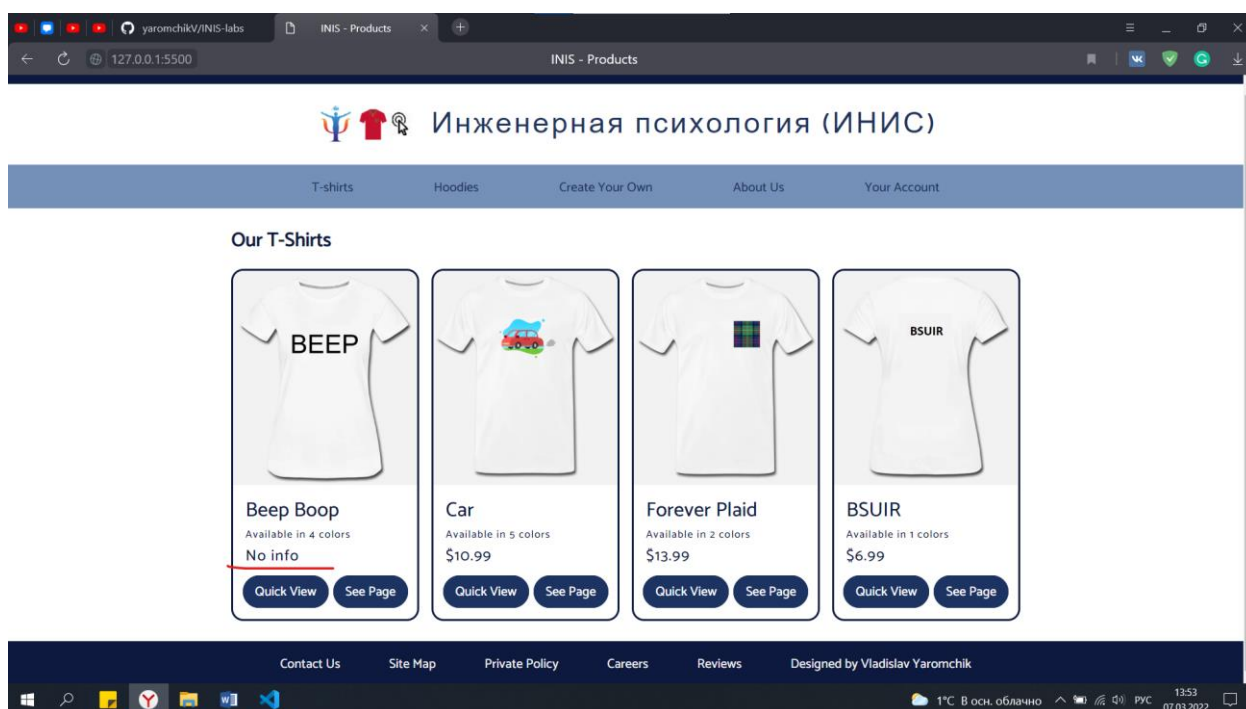 yaromchikV/INIS-labs
INIS - Products
127.0.0.1:5500
INIS - Products
Инженерная психология (ИНИС)
T-shirts Hoodies Create Your Own About Us Your Account
Our T-Shirts
BEEP
BSUIR
Beep Boop Car Forever Plaid BSUIR
Available in 4 colors Available in 5 colors Available in 2 colors Available in 1 colors
No info $10.99 $13.99 $6.99
Quick View See Page Quick View See Page Quick View See Page Quick View See Page
Contact Us Site Map Private Policy Careers Reviews Designed by Vladislav Yaromchik
1°C В осн. облачно РУС 13:53
07.03.2022